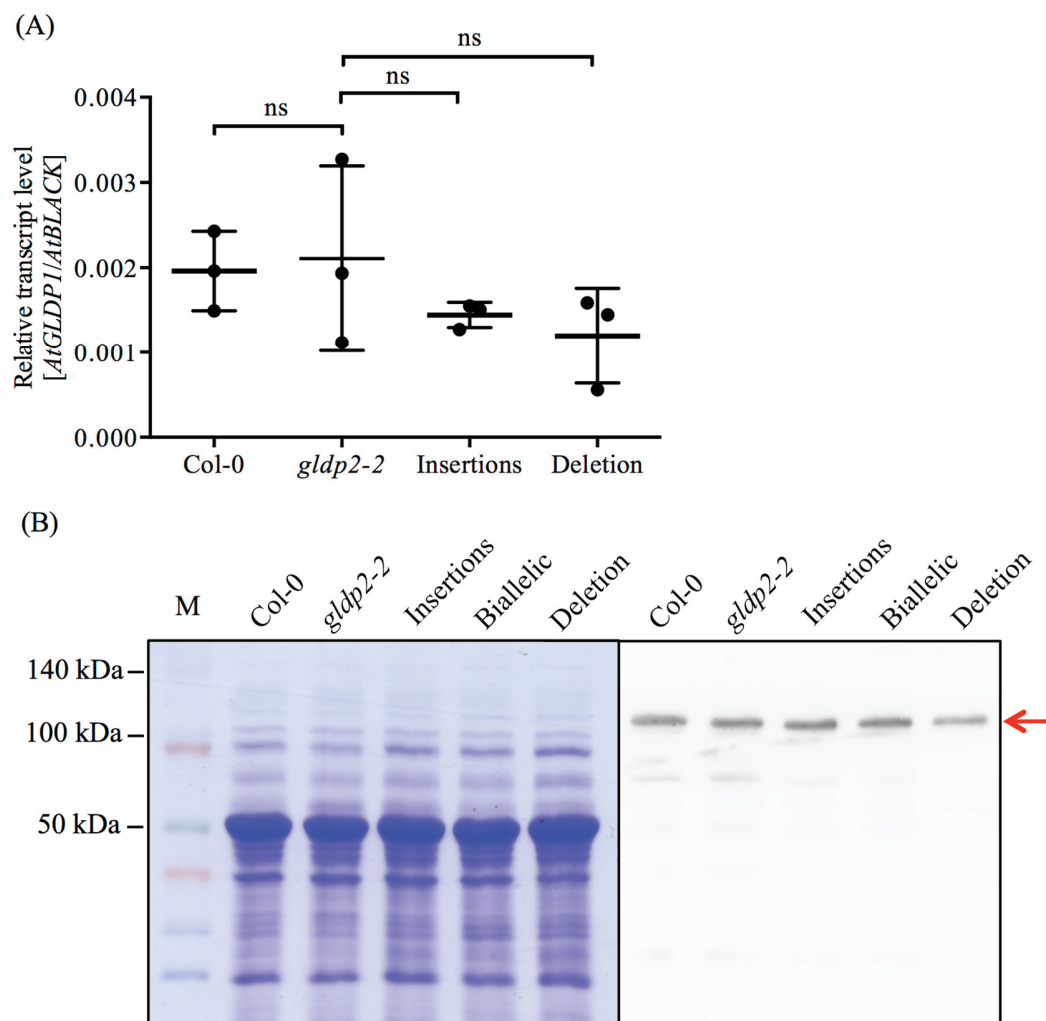 (A)
ns
ns
ns
0.004
0.003
0.002
0.001
0.000
Relative transcript level
[AtGLDP1/AtBLACK]
Col-0 gldp2-2 Insertions Deletion
(B)
M Col-0 gldp2-2 Insertions Biallelic Deletion Col-0 gldp2-2 Insertions Biallelic Deletion
140 kDa
100 kDa
50 kDa